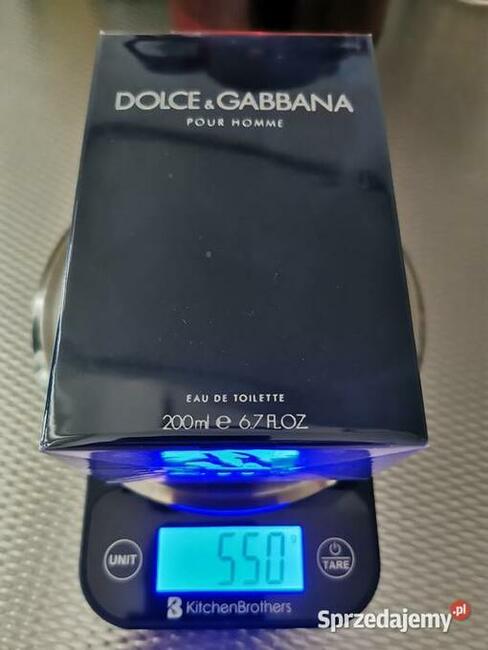 DOLCE & GABBANA
POUR HOMME
EAU DE TOILETTE
200ml e 6.7 FL.OZ
UNIT
550 g
TARE
KitchenBrothers
Sprzedajemy.pl